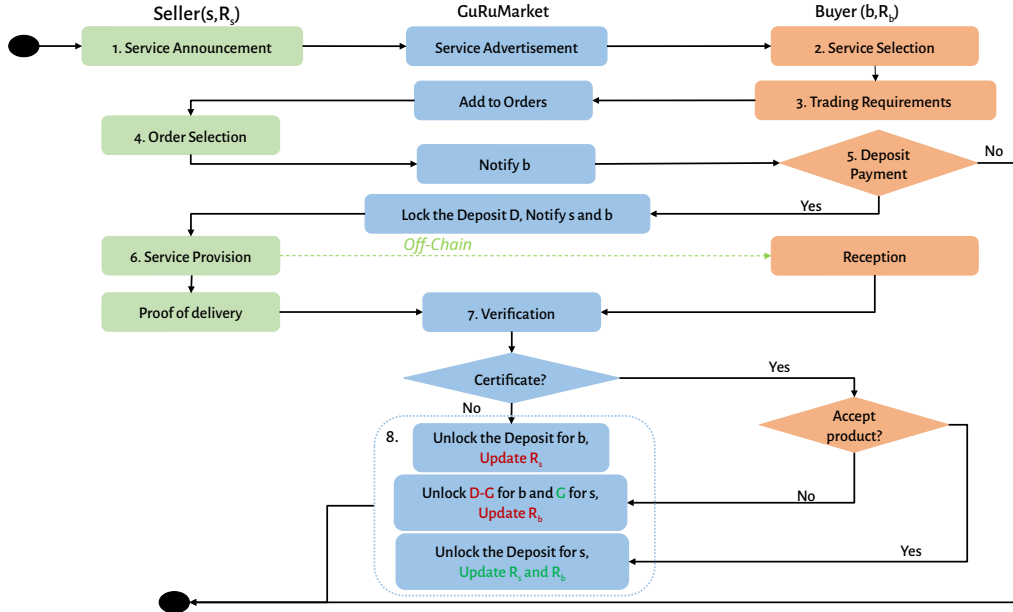 Seller(s,Rs)
GuRuMarket
Buyer (b,Rb)
1. Service Announcement
Service Advertisement
2. Service Selection
Add to Orders
3. Trading Requirements
4. Order Selection
Notify b
5. Deposit
Payment
No
Yes
Lock the Deposit D, Notify s and b
Off-Chain
6. Service Provision
Reception
Proof of delivery
7. Verification
Certificate?
Yes
No
Accept
product?
8.
Unlock the Deposit for b,
Update Rs
Unlock D-G for b and G for s,
Update Rb
No
Unlock the Deposit for s,
Update Rs and Rb
Yes